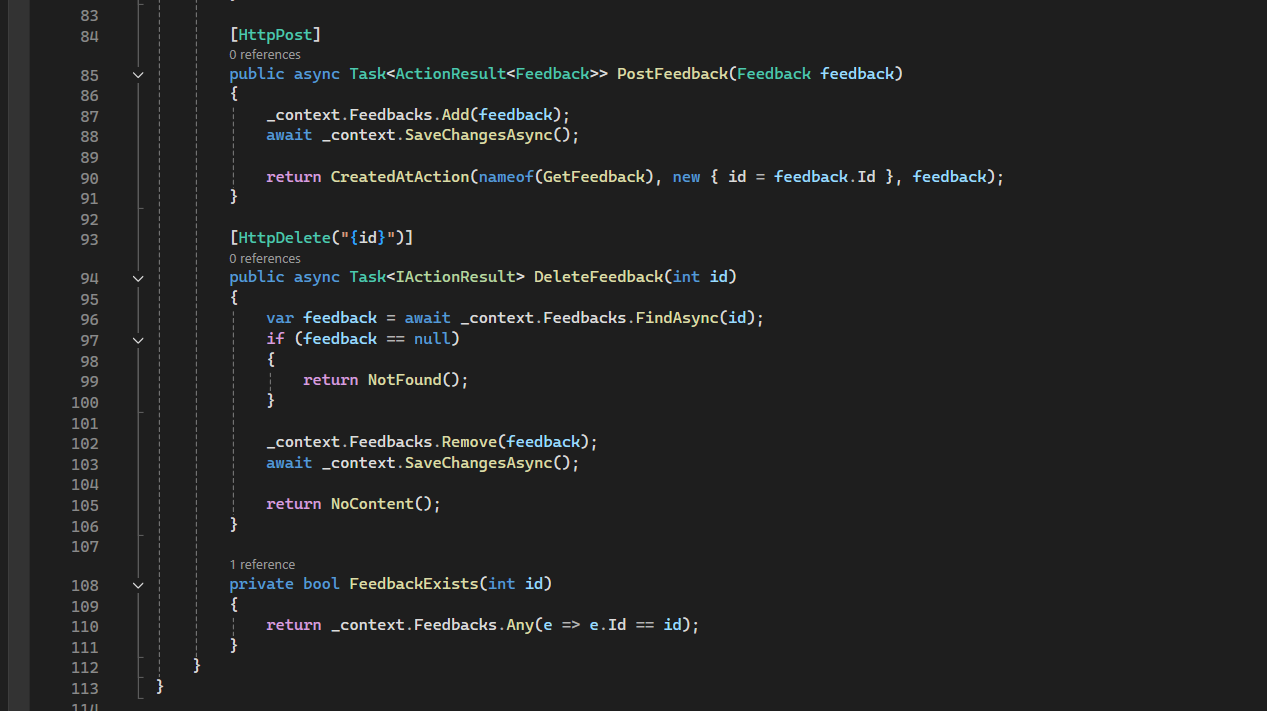 83
84 [HttpPost]
0 references
85 public async Task<ActionResult<Feedback>> PostFeedback(Feedback feedback)
86 {
87 _context.Feedbacks.Add(feedback);
88 await _context.SaveChangesAsync();
89
90 return CreatedAtAction(nameof(GetFeedback), new { id = feedback.Id }, feedback);
91 }
92
93 [HttpDelete("{id}")]
0 references
94 public async Task<IActionResult> DeleteFeedback(int id)
95 {
96 var feedback = await _context.Feedbacks.FindAsync(id);
97 if (feedback == null)
98 {
99 return NotFound();
100 }
101
102 _context.Feedbacks.Remove(feedback);
103 await _context.SaveChangesAsync();
104
105 return NoContent();
106 }
107
1 reference
108 private bool FeedbackExists(int id)
109 {
110 return _context.Feedbacks.Any(e => e.Id == id);
111 }
112 }
113 }
114